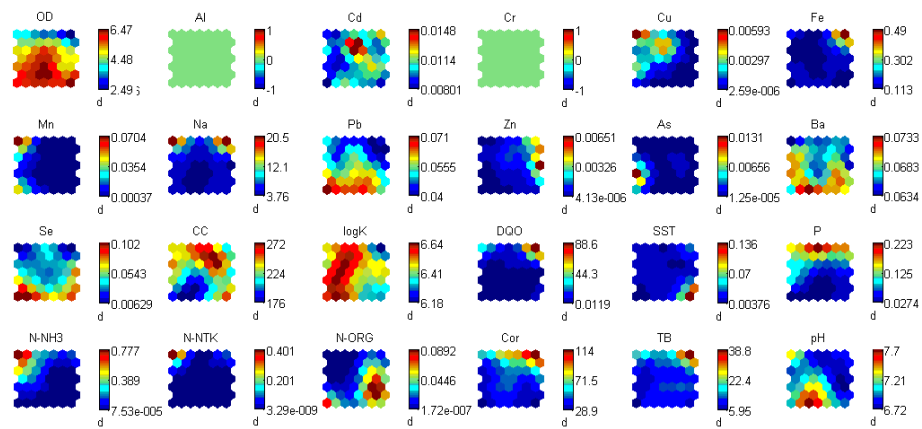 OD Al Cd Cr Cu Fe
6.47 1 0.0148 1 0.00593 0.49
4.48 0 0.0114 0 0.00297 0.302
2.496 -1 0.00801 -1 2.59e-006 0.113
d d d d d d
Mn Na Pb Zn As Ba
0.0704 20.5 0.071 0.00651 0.0131 0.0733
0.0354 12.1 0.0555 0.00326 0.00656 0.0683
0.00037 3.76 0.04 4.13e-006 1.25e-005 0.0634
d d d d d d
Se CC logK DQO SST P
0.102 272 6.64 88.6 0.136 0.223
0.0543 224 6.41 44.3 0.07 0.125
0.00629 176 6.18 0.0119 0.00376 0.0274
d d d d d d
N-NH3 N-NTK N-ORG Cor TB pH
0.777 0.401 0.0892 114 38.8 7.7
0.389 0.201 0.0446 71.5 22.4 7.21
7.53e-005 3.29e-009 1.72e-007 28.9 5.95 6.72
d d d d d d